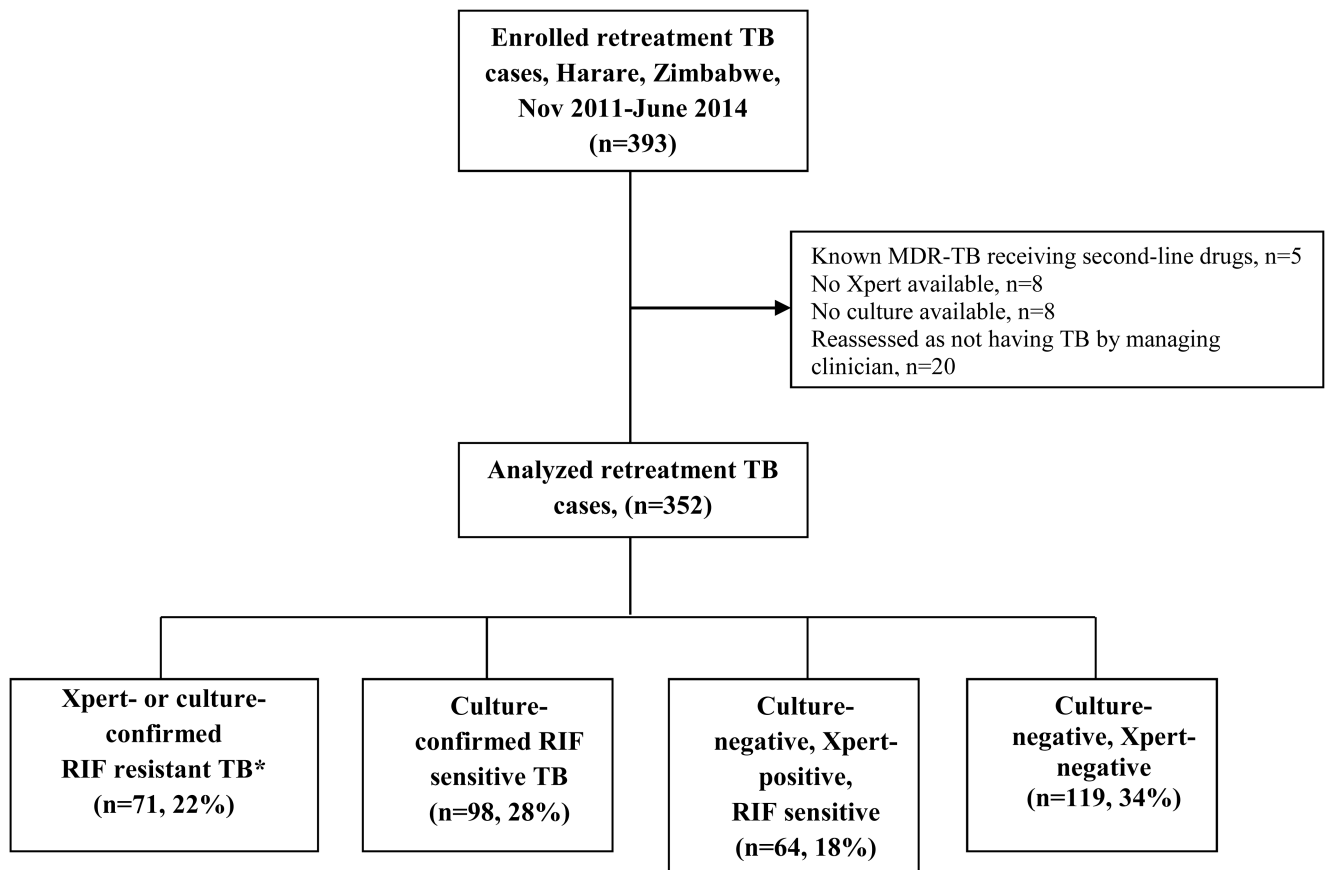 Enrolled retreatment TB
cases, Harare, Zimbabwe,
Nov 2011-June 2014
(n=393)
Known MDR-TB receiving second-line drugs, n=5
No Xpert available, n=8
No culture available, n=8
Reassessed as not having TB by managing
clinician, n=20
Analyzed retreatment TB
cases, (n=352)
Xpert- or culture-
confirmed
RIF resistant TB*
(n=71, 22%)
Culture-
confirmed RIF
sensitive TB
(n=98, 28%)
Culture-
negative, Xpert-
positive,
RIF sensitive
(n=64, 18%)
Culture-
negative, Xpert-
negative
(n=119, 34%)